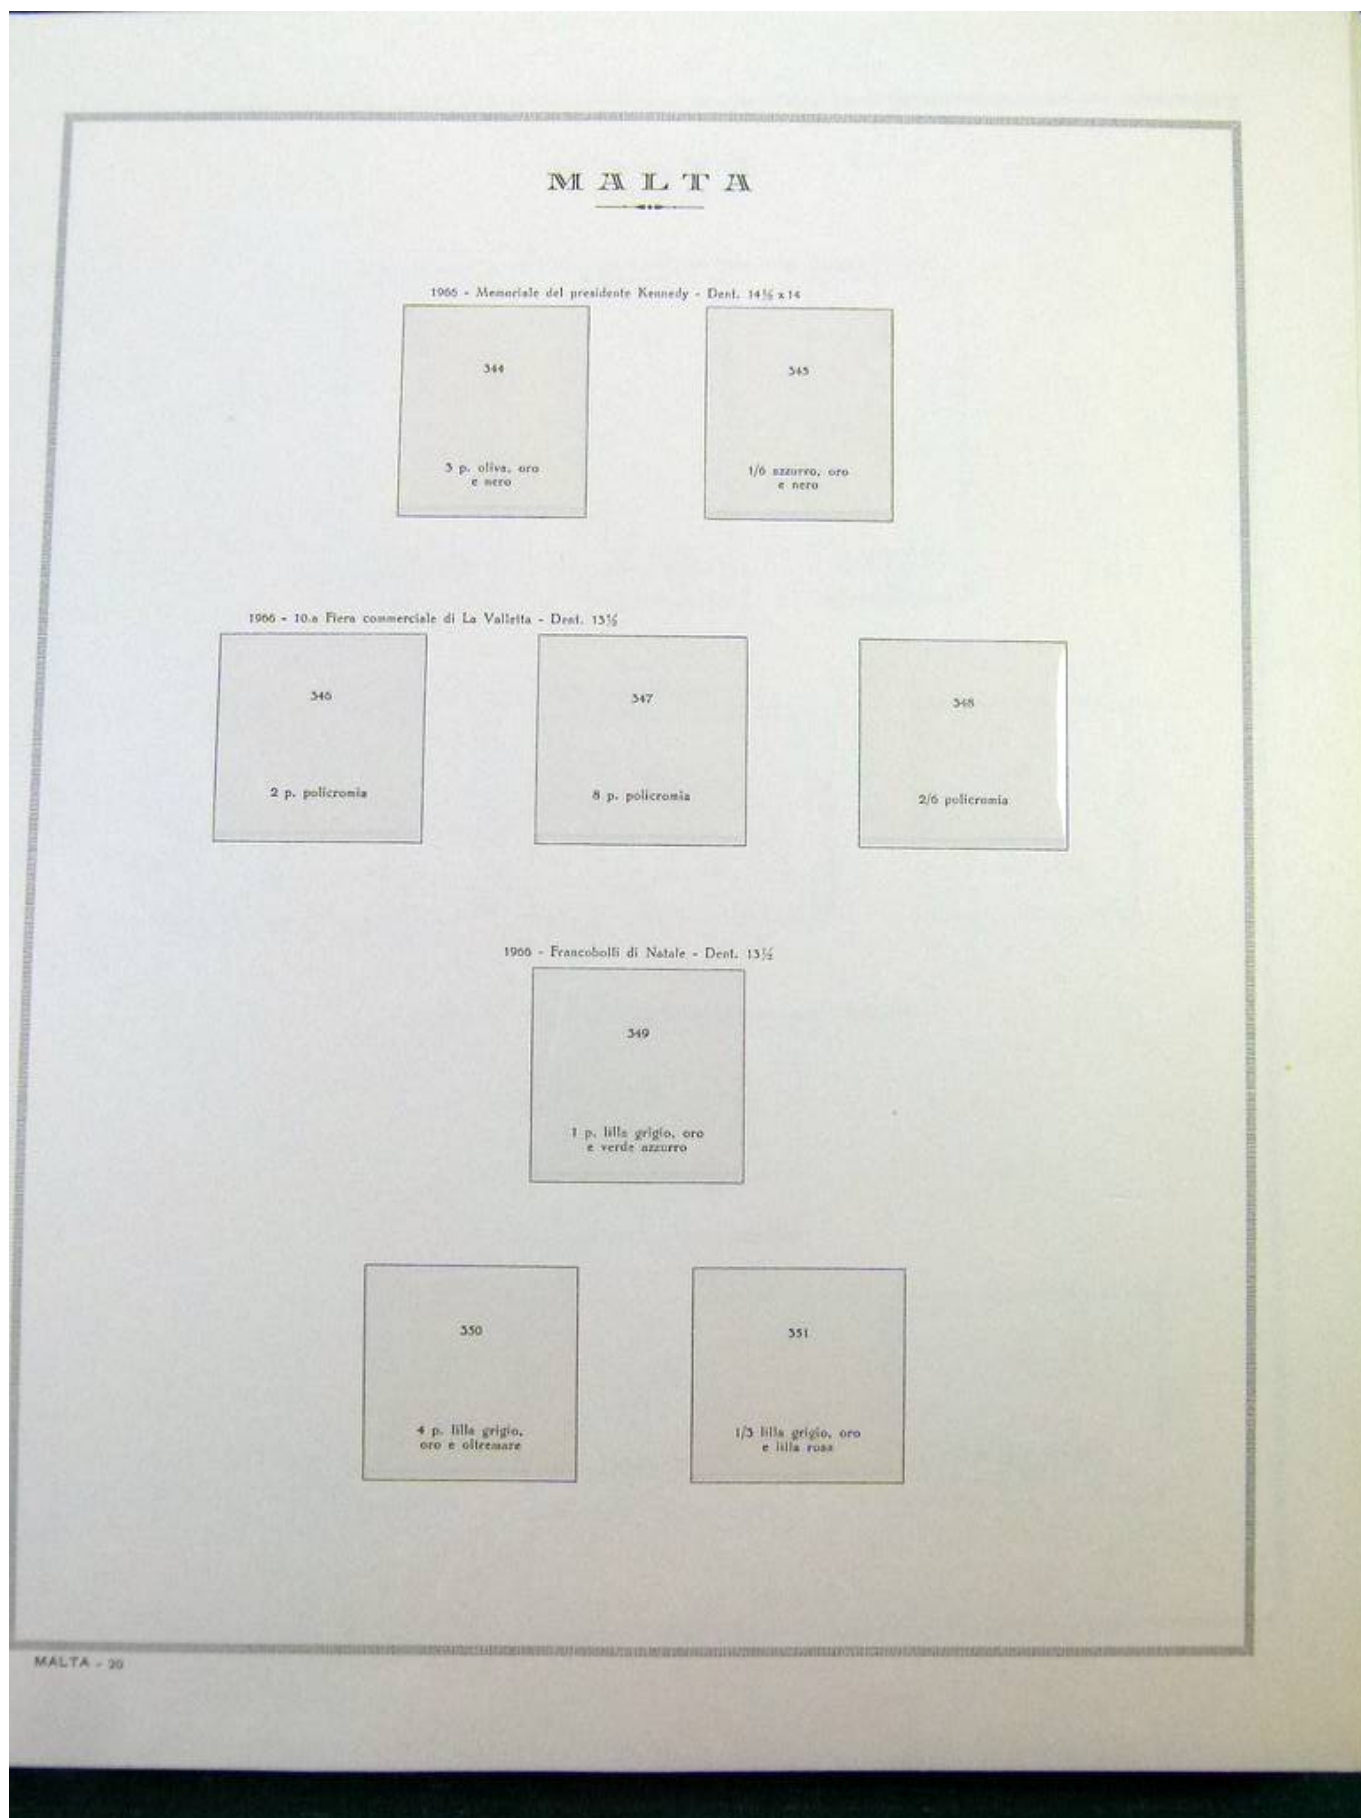 MALTA
1966 - Memoriale del presidente Kennedy - Dent. 14½ x 14
344
345
3 p. oliva, oro
e nero
1/6 azzurro, oro
e nero
1966 - 10.a Fiera commerciale di La Valletta - Dent. 13½
346
347
348
2 p. policromia
8 p. policromia
2/6 policromia
1966 - Francobolli di Natale - Dent. 13½
349
1 p. lilla grigio, oro
e verde azzurro
350
351
4 p. lilla grigio,
oro e oltremare
1/3 lilla grigio, oro
e lilla rosa
MALTA - 20